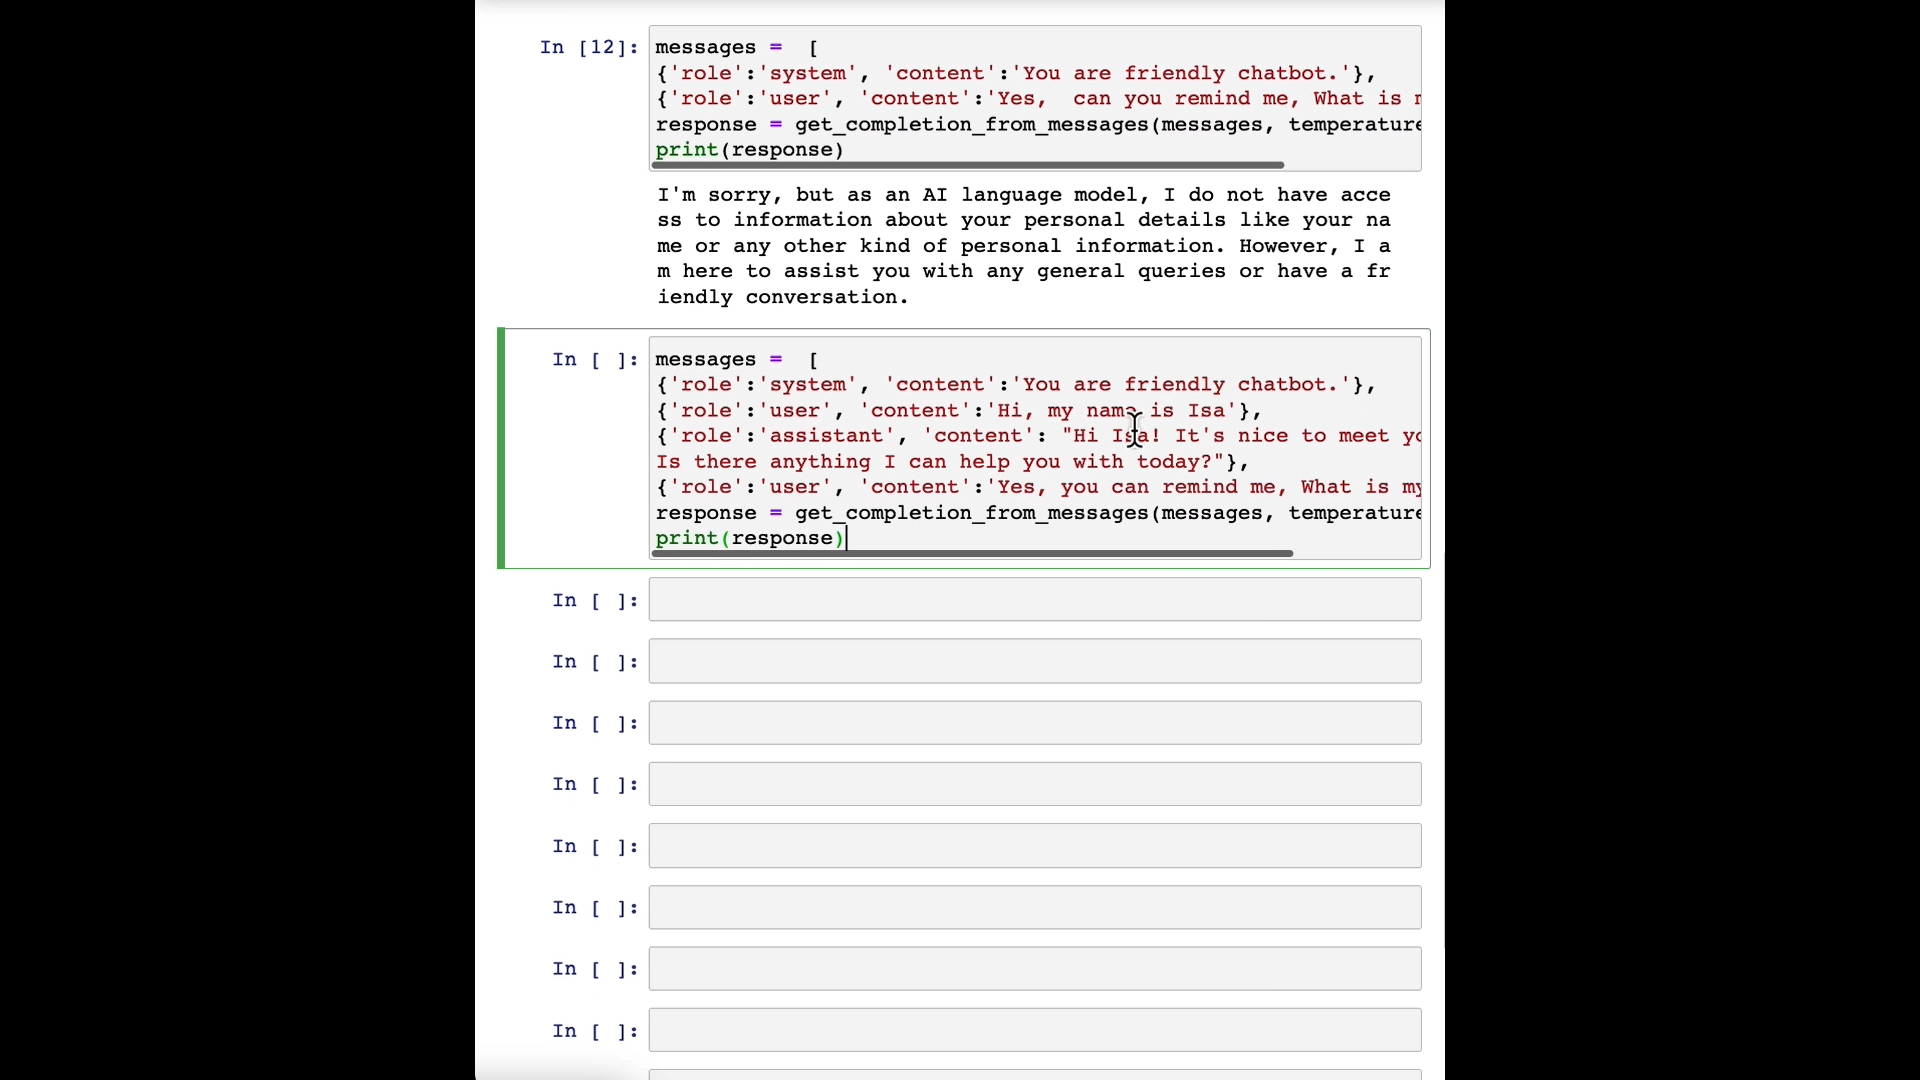 In [12]:
messages =  [
{'role':'system', 'content':'You are friendly chatbot.'},
{'role':'user', 'content':'Yes,  can you remind me, What is
response = get_completion_from_messages(messages, temperature
print(response)
I'm sorry, but as an AI language model, I do not have acce
ss to information about your personal details like your na
me or any other kind of personal information. However, I a
m here to assist you with any general queries or have a fr
iendly conversation.
In [ ]:
messages =  [
{'role':'system', 'content':'You are friendly chatbot.'},
{'role':'user', 'content':'Hi, my name is Isa'},
{'role':'assistant', 'content': "Hi Isa! It's nice to meet
Is there anything I can help you with today?"},
{'role':'user', 'content':'Yes, you can remind me, What is my
response = get_completion_from_messages(messages, temperature
print(response)
In [ ]:
In [ ]:
In [ ]:
In [ ]:
In [ ]:
In [ ]:
In [ ]:
In [ ]: